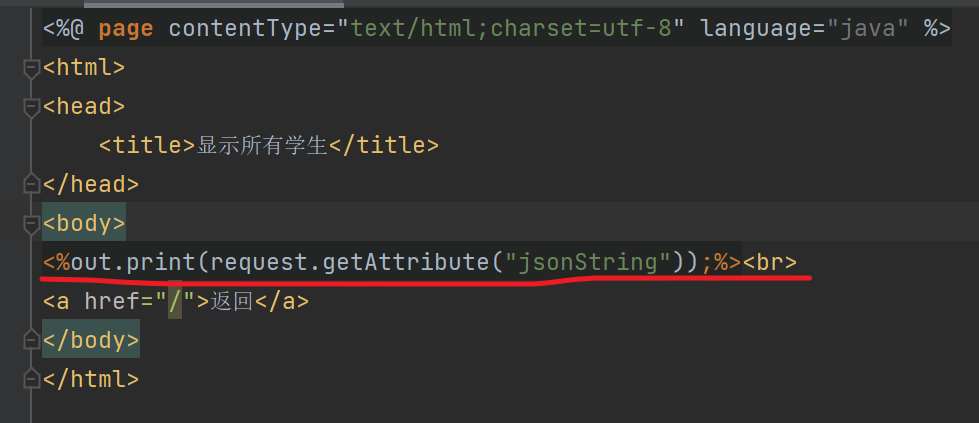 <%@ page contentType="text/html;charset=utf-8" language="java" %>
<html>
<head>
    <title>显示所有学生</title>
</head>
<body>
<%out.print(request.getAttribute("jsonString"));%><br>
<a href="/">返回</a>
</body>
</html>